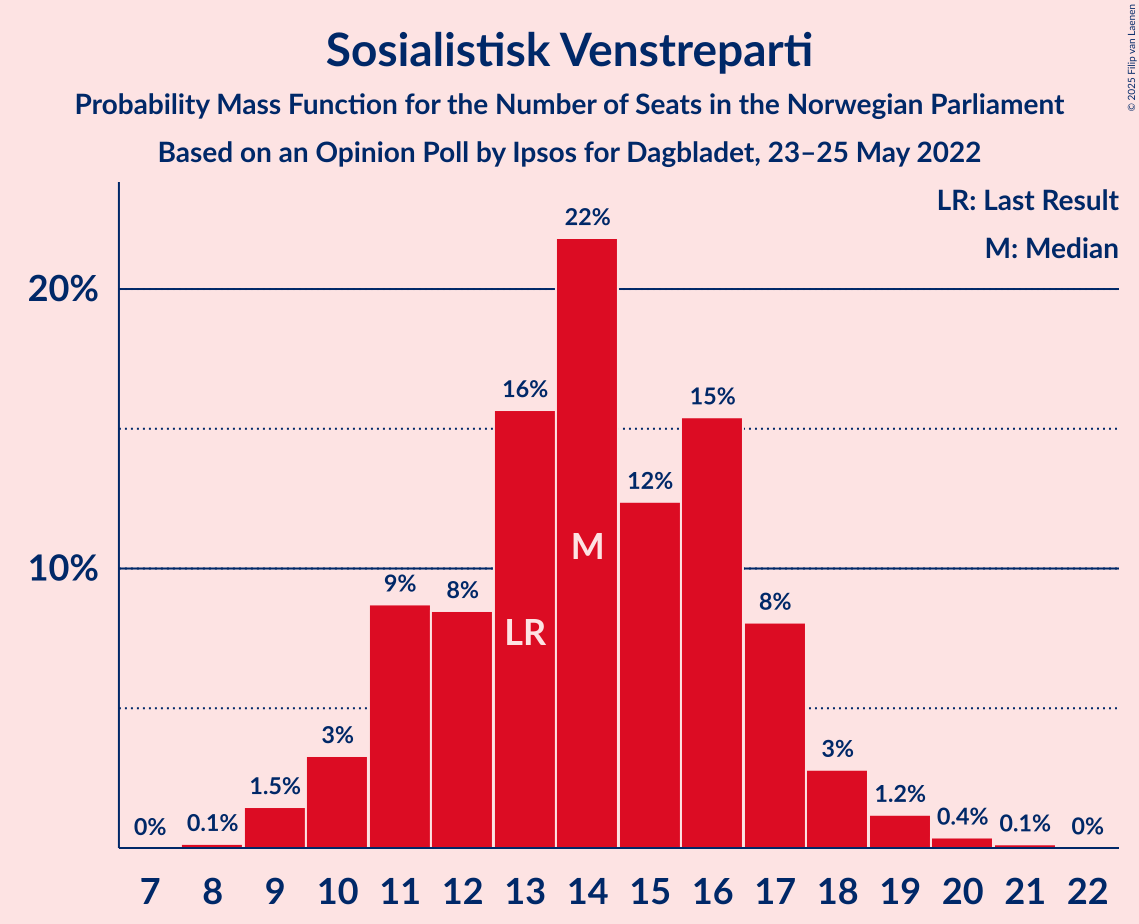 © 2025 Filip van Laenen
Sosialistisk Venstreparti
Probability Mass Function for the Number of Seats in the Norwegian Parliament
Based on an Opinion Poll by Ipsos for Dagbladet, 23–25 May 2022
LR: Last Result
M: Median
20%
10%
0% 0.1% 1.5% 3% 9% 8% 16% 22% 12% 15% 8% 3% 1.2% 0.4% 0.1% 0%
LR M
7 8 9 10 11 12 13 14 15 16 17 18 19 20 21 22